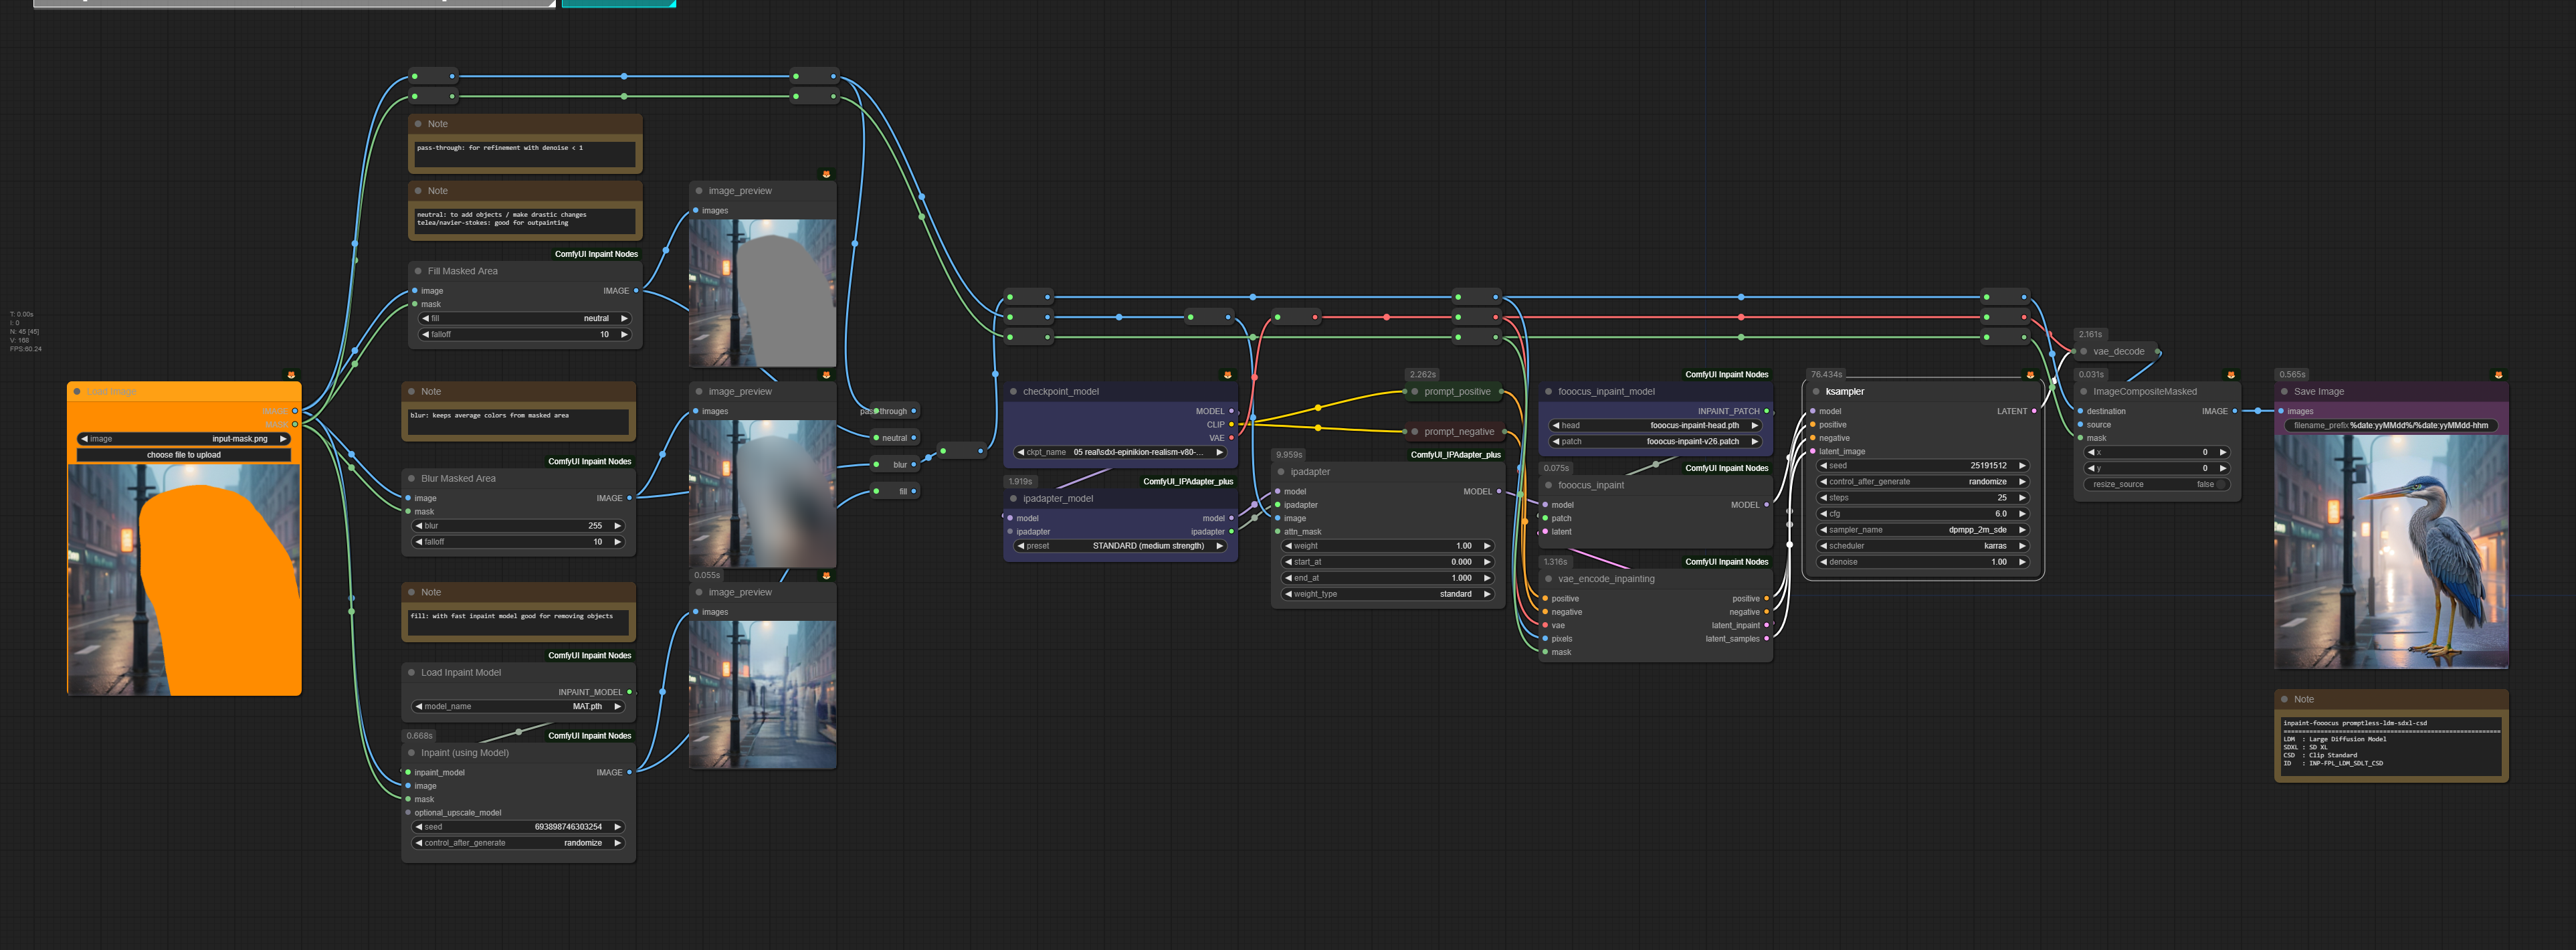 T: 0.00s
I: 0
N: 45 [45]
V: 168
FPS:60.24
Load Image
IMAGE
MASK
image input-mask.png
choose file to upload
Note
pass-through: for refinement with denoise < 1
Note
neutral: to add objects / make drastic changes
telea/navier-stokes: good for outpainting
ComfyUI Inpaint Nodes
Fill Masked Area
image IMAGE
mask
fill neutral
falloff 10
Note
blur: keeps average colors from masked area
ComfyUI Inpaint Nodes
Blur Masked Area
image IMAGE
mask
blur 255
falloff 10
Note
fill: with fast inpaint model good for removing objects
ComfyUI Inpaint Nodes
Load Inpaint Model
INPAINT_MODEL
model_name MAT.pth
0.668s ComfyUI Inpaint Nodes
Inpaint (using Model)
inpaint_model IMAGE
image
mask
optional_upscale_model
seed 693898746303254
control_after_generate randomize
image_preview
images
image_preview
images
0.055s
image_preview
images
pass-through
neutral
blur
fill
checkpoint_model
MODEL
CLIP
VAE
ckpt_name 05 real\sdxl-epinikion-realism-v80-...
1.919s ComfyUI_IPAdapter_plus
ipadapter_model
model model
ipadapter ipadapter
preset STANDARD (medium strength)
2.262s
prompt_positive
prompt_negative
9.959s ComfyUI_IPAdapter_plus
ipadapter
model MODEL
ipadapter
image
attn_mask
weight 1.00
start_at 0.000
end_at 1.000
weight_type standard
ComfyUI Inpaint Nodes
fooocus_inpaint_model
INPAINT_PATCH
head fooocus-inpaint-head.pth
patch fooocus-inpaint-v26.patch
0.075s ComfyUI Inpaint Nodes
fooocus_inpaint
model MODEL
patch
latent
1.316s ComfyUI Inpaint Nodes
vae_encode_inpainting
positive positive
negative negative
vae latent_inpaint
pixels latent_samples
mask
76.434s
ksampler
model LATENT
positive
negative
latent_image
seed 25191512
control_after_generate randomize
steps 25
cfg 6.0
sampler_name dpmpp_2m_sde
scheduler karras
denoise 1.00
2.161s
vae_decode
0.031s
ImageCompositeMasked
destination IMAGE
source
mask
x 0
y 0
resize_source false
0.565s
Save Image
images
filename_prefix %date:yyMMdd%/%date:yyMMdd-hhm
Note
inpaint-fooocus promptless-ldm-sdxl-csd
=======================================================
LDM : Large Diffusion Model
SDXL : SD XL
CSD : Clip Standard
ID : INP-FPL_LDM_SDLT_CSD